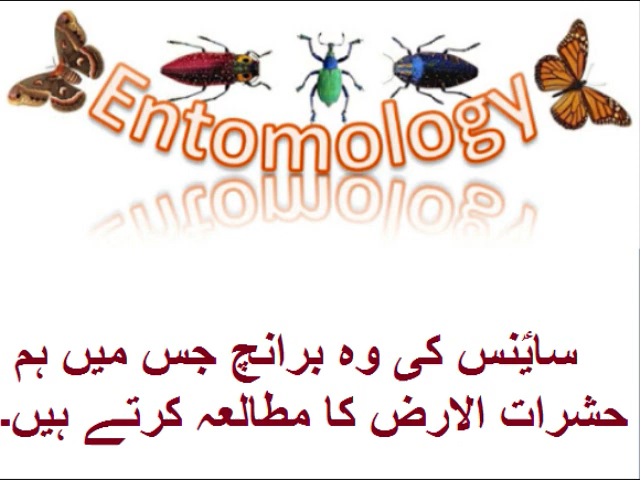 Entomology
سائنس کی وہ برانچ جس میں ہم
حشرات الارض کا مطالعہ کرتے ہیں۔